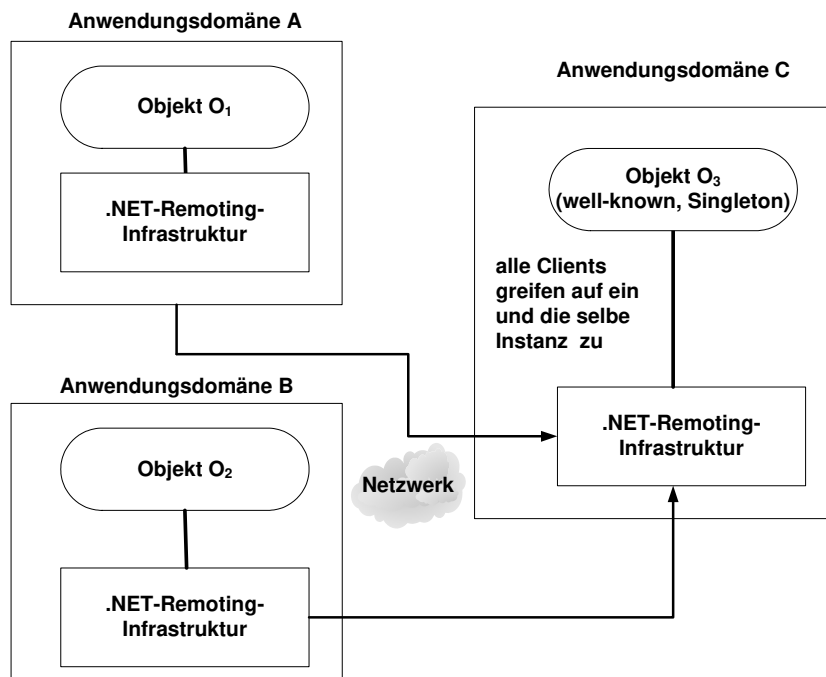 Anwendungsdomäne A
Objekt O₁
.NET-Remoting-
Infrastruktur
Anwendungsdomäne B
Objekt O₂
.NET-Remoting-
Infrastruktur
Netzwerk
Anwendungsdomäne C
Objekt O₃
(well-known, Singleton)
alle Clients
greifen auf ein
und die selbe
Instanz zu
.NET-Remoting-
Infrastruktur